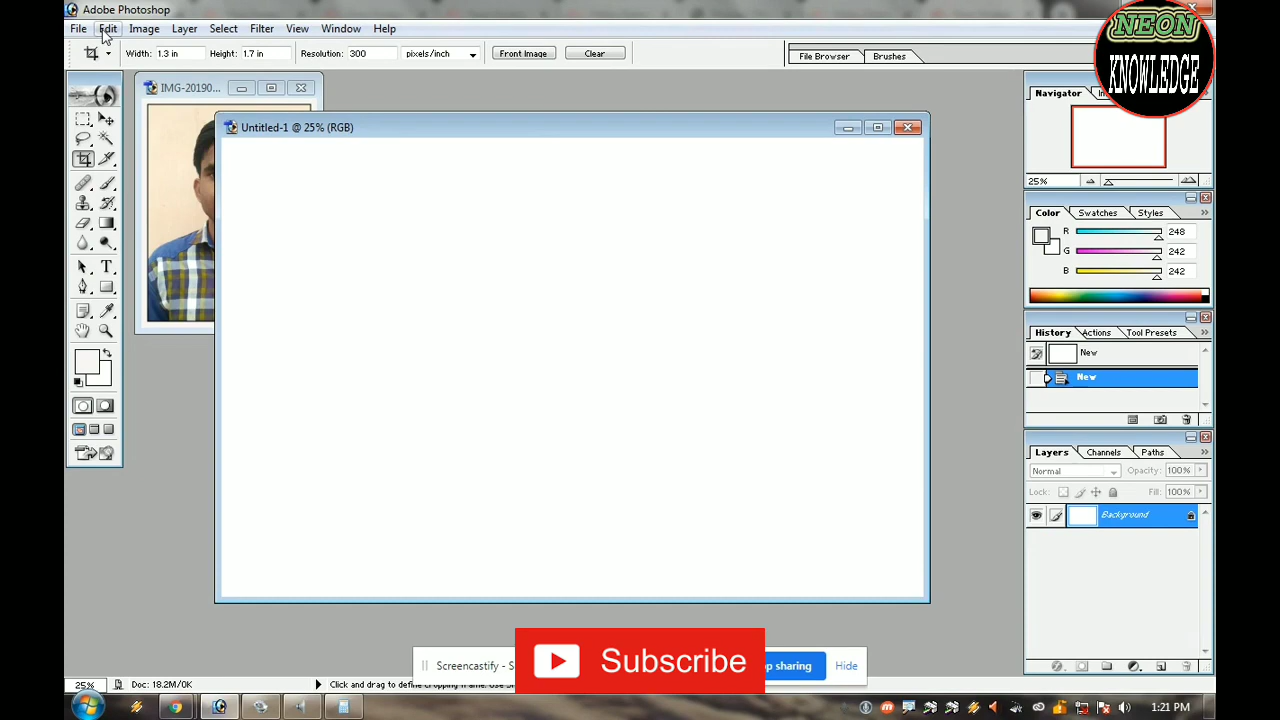 Adobe Photoshop
NEON
KNOWLEDGE
File Edit Image Layer Select Filter View Window Help
Width: 1.3 in Height: 1.7 in Resolution: 300 pixels/inch Front Image Clear File Browser Brushes
IMG-20190...
Navigator
Untitled-1 @ 25% (RGB)
25%
Color Swatches Styles
R 248
G 242
B 242
History Actions Tool Presets
New
New
Layers Channels Paths
Normal Opacity: 100%
Lock: Fill: 100%
Background
Screencastify - S
Subscribe
p sharing Hide
25% Doc: 18.2M/0K Click and drag to define cropping frame. Use
1:21 PM